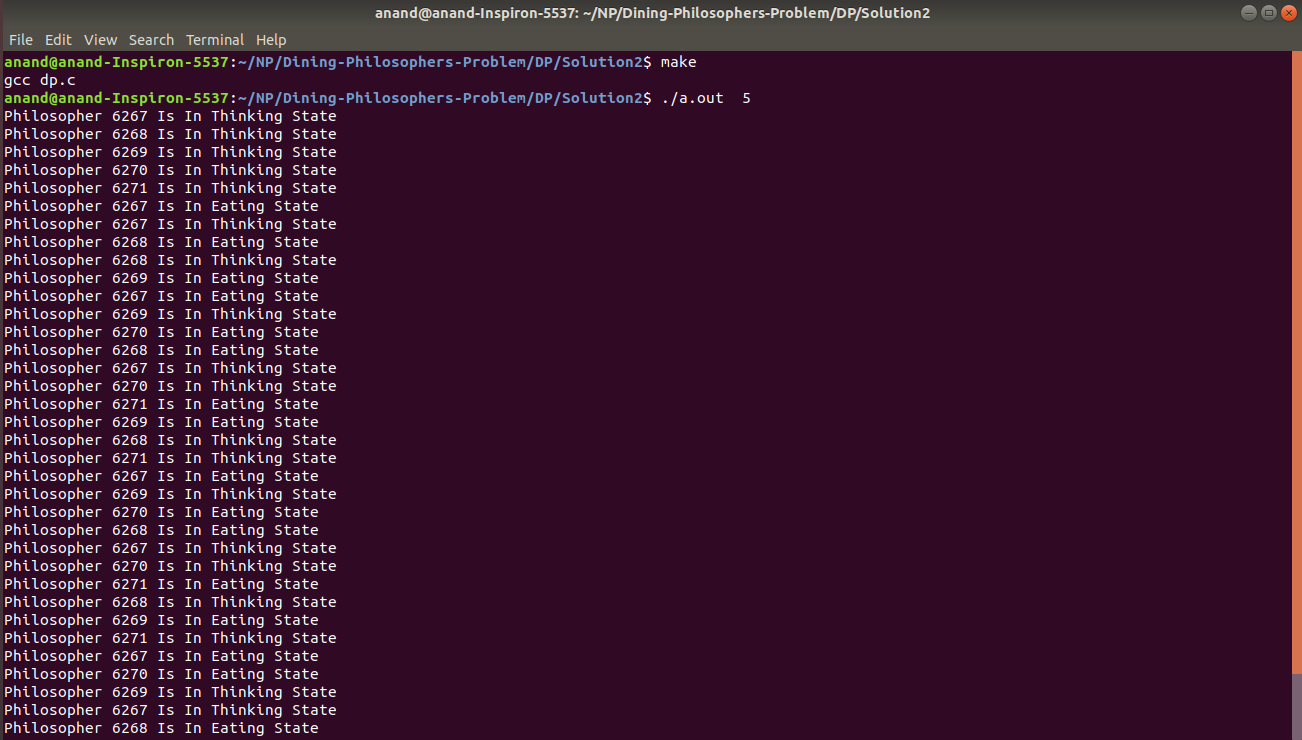 anand@anand-Inspiron-5537: ~/NP/Dining-Philosophers-Problem/DP/Solution2
File Edit View Search Terminal Help
anand@anand-Inspiron-5537:~/NP/Dining-Philosophers-Problem/DP/Solution2$ make
gcc dp.c
anand@anand-Inspiron-5537:~/NP/Dining-Philosophers-Problem/DP/Solution2$ ./a.out  5
Philosopher 6267 Is In Thinking State
Philosopher 6268 Is In Thinking State
Philosopher 6269 Is In Thinking State
Philosopher 6270 Is In Thinking State
Philosopher 6271 Is In Thinking State
Philosopher 6267 Is In Eating State
Philosopher 6267 Is In Thinking State
Philosopher 6268 Is In Eating State
Philosopher 6268 Is In Thinking State
Philosopher 6269 Is In Eating State
Philosopher 6267 Is In Eating State
Philosopher 6269 Is In Thinking State
Philosopher 6270 Is In Eating State
Philosopher 6268 Is In Eating State
Philosopher 6267 Is In Thinking State
Philosopher 6270 Is In Thinking State
Philosopher 6271 Is In Eating State
Philosopher 6269 Is In Eating State
Philosopher 6268 Is In Thinking State
Philosopher 6271 Is In Thinking State
Philosopher 6267 Is In Eating State
Philosopher 6269 Is In Thinking State
Philosopher 6270 Is In Eating State
Philosopher 6268 Is In Eating State
Philosopher 6267 Is In Thinking State
Philosopher 6270 Is In Thinking State
Philosopher 6271 Is In Eating State
Philosopher 6268 Is In Thinking State
Philosopher 6269 Is In Eating State
Philosopher 6271 Is In Thinking State
Philosopher 6267 Is In Eating State
Philosopher 6270 Is In Eating State
Philosopher 6269 Is In Thinking State
Philosopher 6267 Is In Thinking State
Philosopher 6268 Is In Eating State